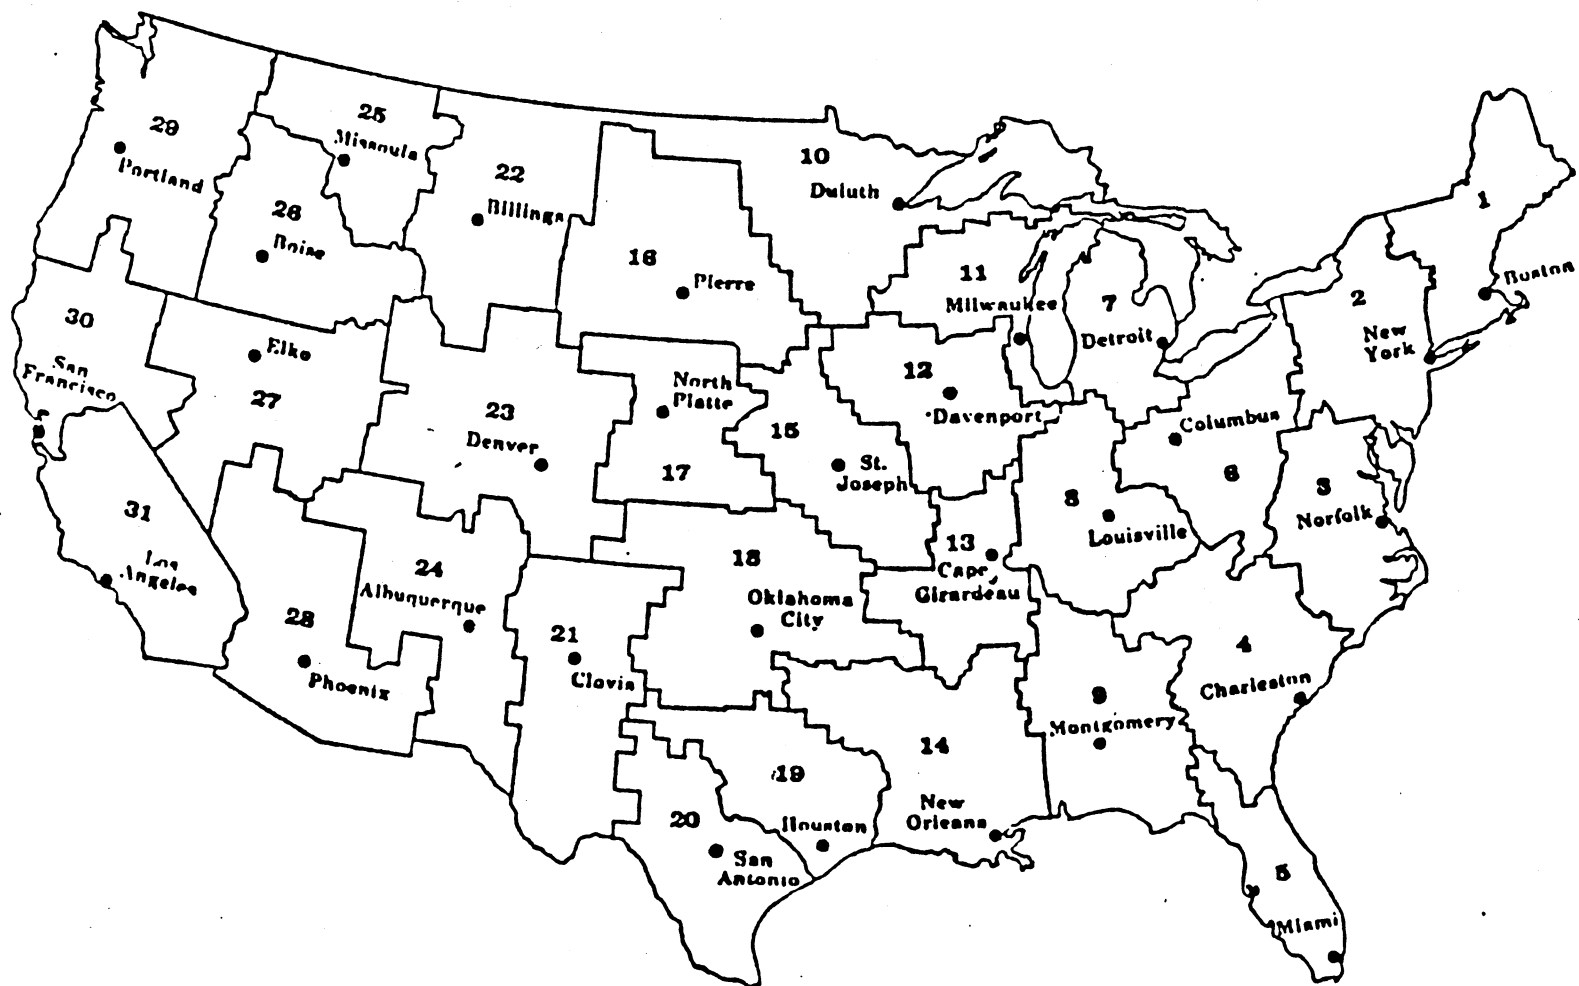 25
29
Missoula
Portland
22
Billings
10
Duluth
1
26
Boise
16
Pierre
11
Milwaukee
7
Detroit
2
New
York
Boston
30
San
Francisco
Elko
27
23
Denver
North
Platte
17
15
St.
Joseph
12
Davenport
Columbus
6
8
Louisville
3
Norfolk
31
Los
Angeles
24
Albuquerque
18
Oklahoma
City
13
Cape
Girardeau
28
Phoenix
21
Clovis
4
Charleston
9
Montgomery
14
New
Orleans
19
Houston
20
San
Antonio
5
Miami